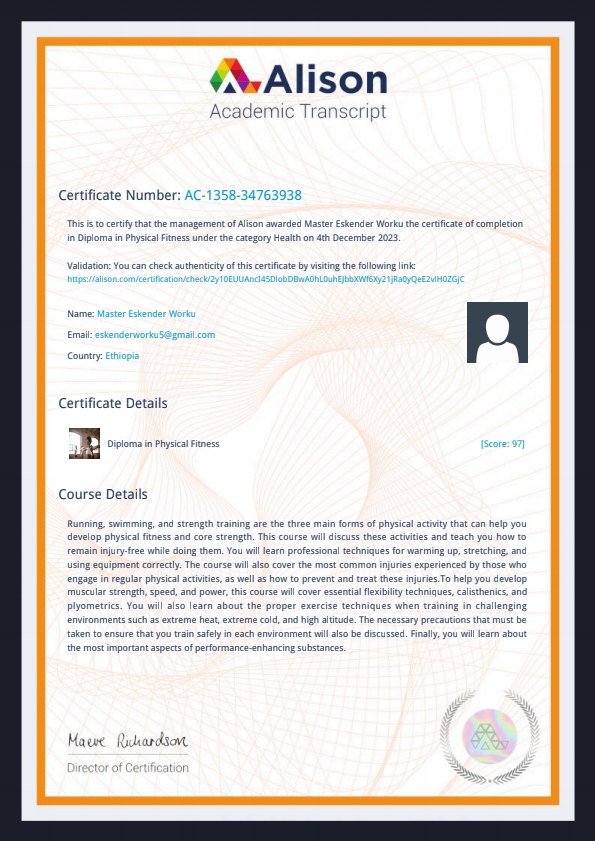 Alison
Academic Transcript
Certificate Number: AC-1358-34763938
This is to certify that the management of Alison awarded Master Eskender Worku the certificate of completion
in Diploma in Physical Fitness under the category Health on 4th December 2023.
Validation: You can check authenticity of this certificate by visiting the following link:
Name: Master Eskender Worku
Email: eskenderworku5@gmail.com
Country: Ethiopia
Certificate Details
Diploma in Physical Fitness
[Score: 97]
Course Details
Running, swimming, and strength training are the three main forms of physical activity that can help you
develop physical fitness and core strength. This course will discuss these activities and teach you how to
remain injury-free while doing them. You will learn professional techniques for warming up, stretching, and
using equipment correctly. The course will also cover the most common injuries experienced by those who
engage in regular physical activities, as well as how to prevent and treat these injuries.To help you develop
muscular strength, speed, and power, this course will cover essential flexibility techniques, calisthenics, and
plyometrics. You will also learn about the proper exercise techniques when training in challenging
environments such as extreme heat, extreme cold, and high altitude. The necessary precautions that must be
taken to ensure that you train safely in each environment will also be discussed. Finally, you will learn about
the most important aspects of performance-enhancing substances.
Maeve Richardson
Director of Certification